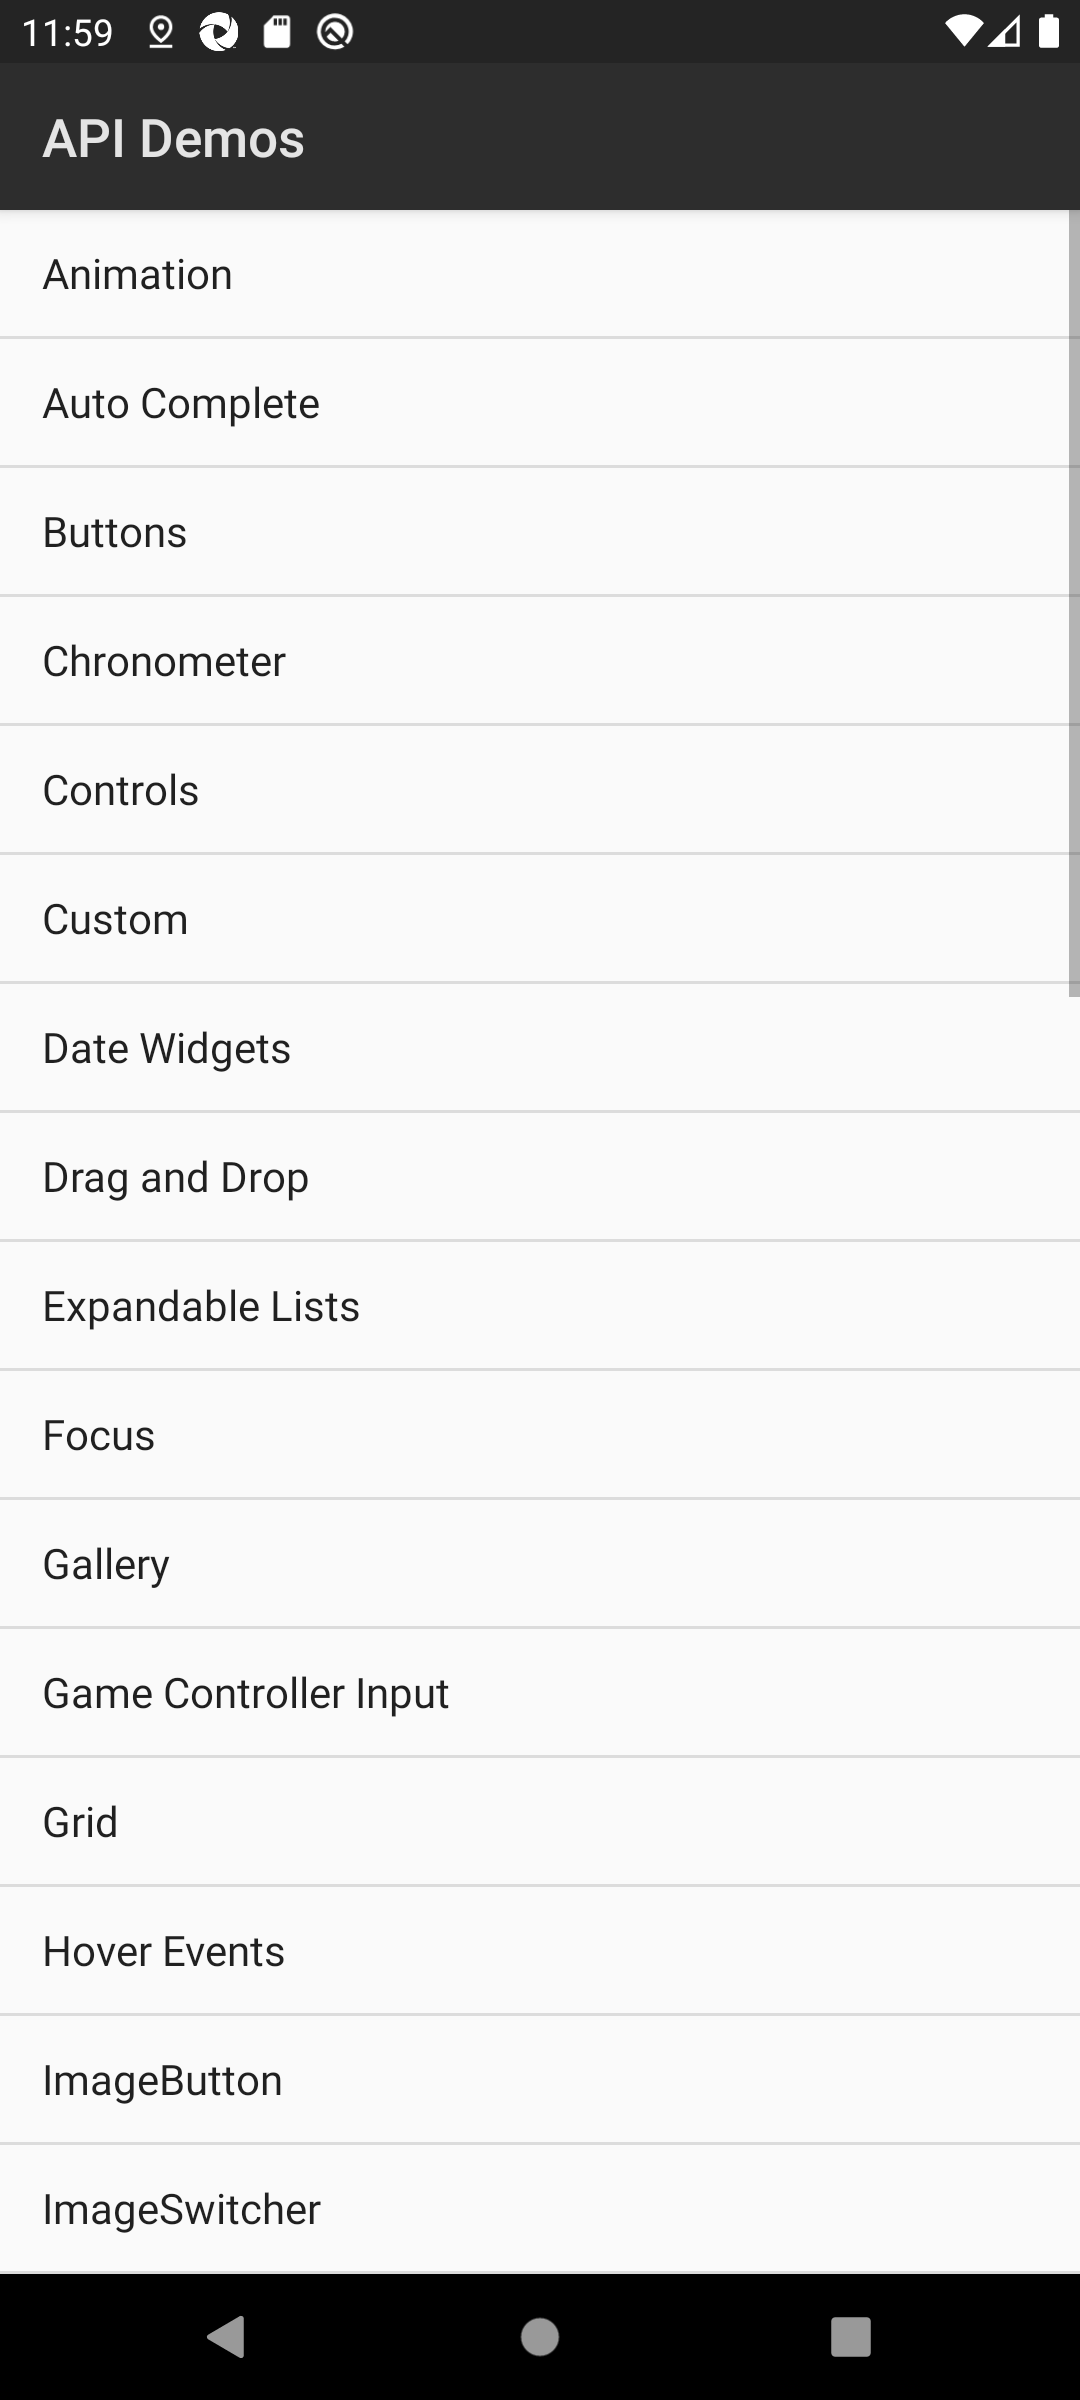 11:59
API Demos
Animation
Auto Complete
Buttons
Chronometer
Controls
Custom
Date Widgets
Drag and Drop
Expandable Lists
Focus
Gallery
Game Controller Input
Grid
Hover Events
ImageButton
ImageSwitcher